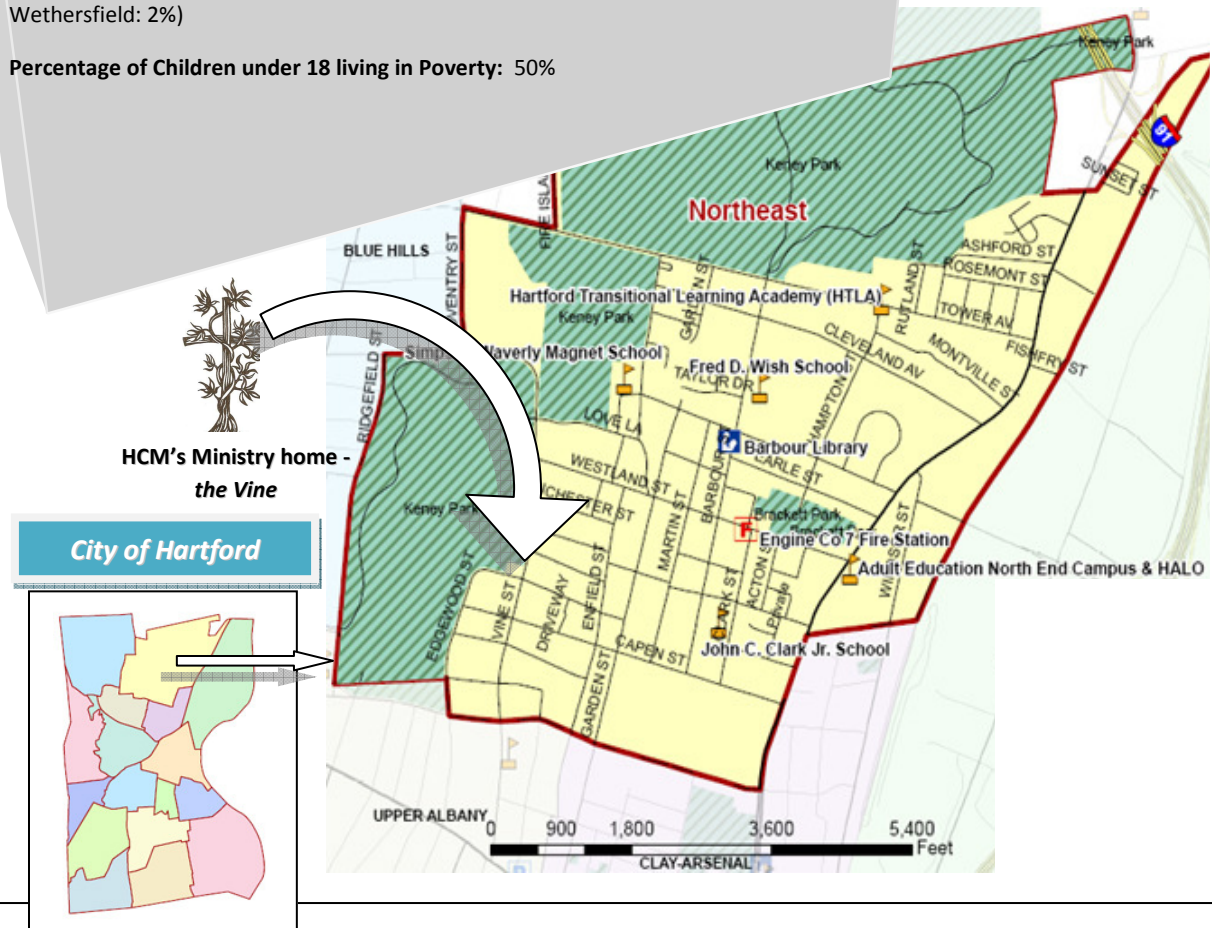 Wethersfield: 2%)
Percentage of Children under 18 living in Poverty: 50%
Keney Park
91
SUNSET ST
Keney Park
Northeast
BLUE HILLS
ASHFORD ST
ROSEMONT ST
GARDEN ST
RUTLAND ST
Hartford Transitional Learning Academy (HTLA)
Keney Park
TOWER AV
CLEVELAND AV
MONTVILLE ST
FISHFRY ST
RIDGEFIELD ST
Waverly Magnet School
Fred D. Wish School
TAYLOR DR
HAMPTON ST
LOVE LA
Barbour Library
EARLE ST
HCM's Ministry home -
the Vine
WESTLAND ST
BARBOUR
MARTIN ST
Keney Park
Brackett Park
F
Engine Co 7 Fire Station
City of Hartford
Adult Education North End Campus & HALO
EDGEWOOD ST
VINE ST
DRIVEWAY
ENFIELD ST
ACTON ST
Private
CAPEN ST
John C. Clark Jr. School
GARDEN ST
UPPER ALBANY
0 900 1,800 3,600 5,400
Feet
CLAY-ARSENAL